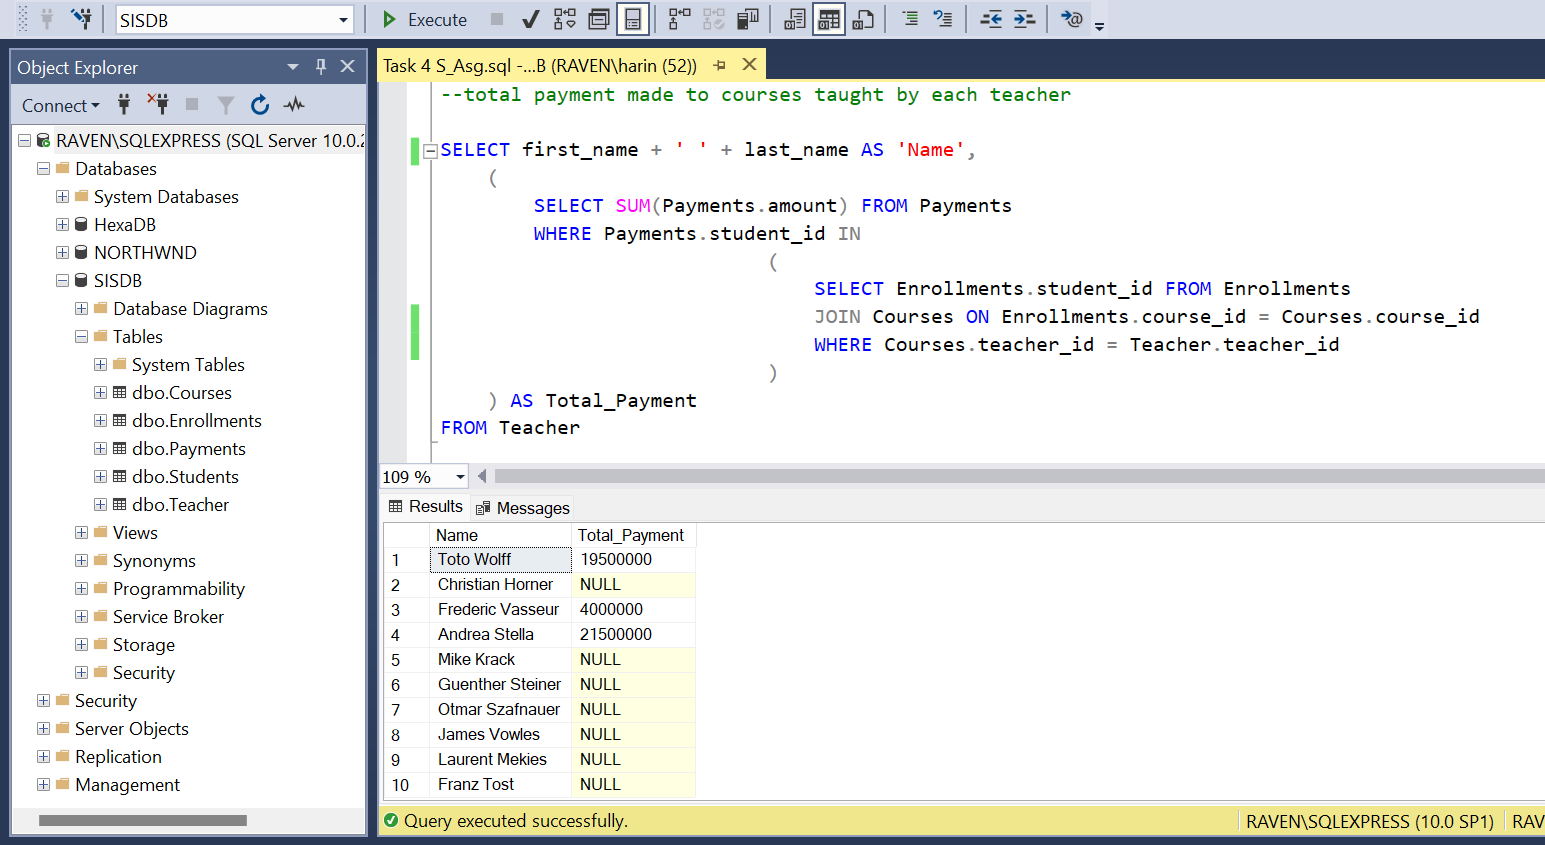 SISDB
Execute
Object Explorer
Connect
RAVEN\SQLEXPRESS (SQL Server 10.0.2
Databases
System Databases
HexaDB
NORTHWND
SISDB
Database Diagrams
Tables
System Tables
dbo.Courses
dbo.Enrollments
dbo.Payments
dbo.Students
dbo.Teacher
Views
Synonyms
Programmability
Service Broker
Storage
Security
Security
Server Objects
Replication
Management
Task 4 S_Asg.sql -...B (RAVEN\harin (52))
--total payment made to courses taught by each teacher
SELECT first_name + ' ' + last_name AS 'Name',
(
SELECT SUM(Payments.amount) FROM Payments
WHERE Payments.student_id IN
(
SELECT Enrollments.student_id FROM Enrollments
JOIN Courses ON Enrollments.course_id = Courses.course_id
WHERE Courses.teacher_id = Teacher.teacher_id
)
) AS Total_Payment
FROM Teacher
109 %
Results Messages
Name Total_Payment
1 Toto Wolff 19500000
2 Christian Horner NULL
3 Frederic Vasseur 4000000
4 Andrea Stella 21500000
5 Mike Krack NULL
6 Guenther Steiner NULL
7 Otmar Szafnauer NULL
8 James Vowles NULL
9 Laurent Mekies NULL
10 Franz Tost NULL
Query executed successfully. RAVEN\SQLEXPRESS (10.0 SP1) RAV